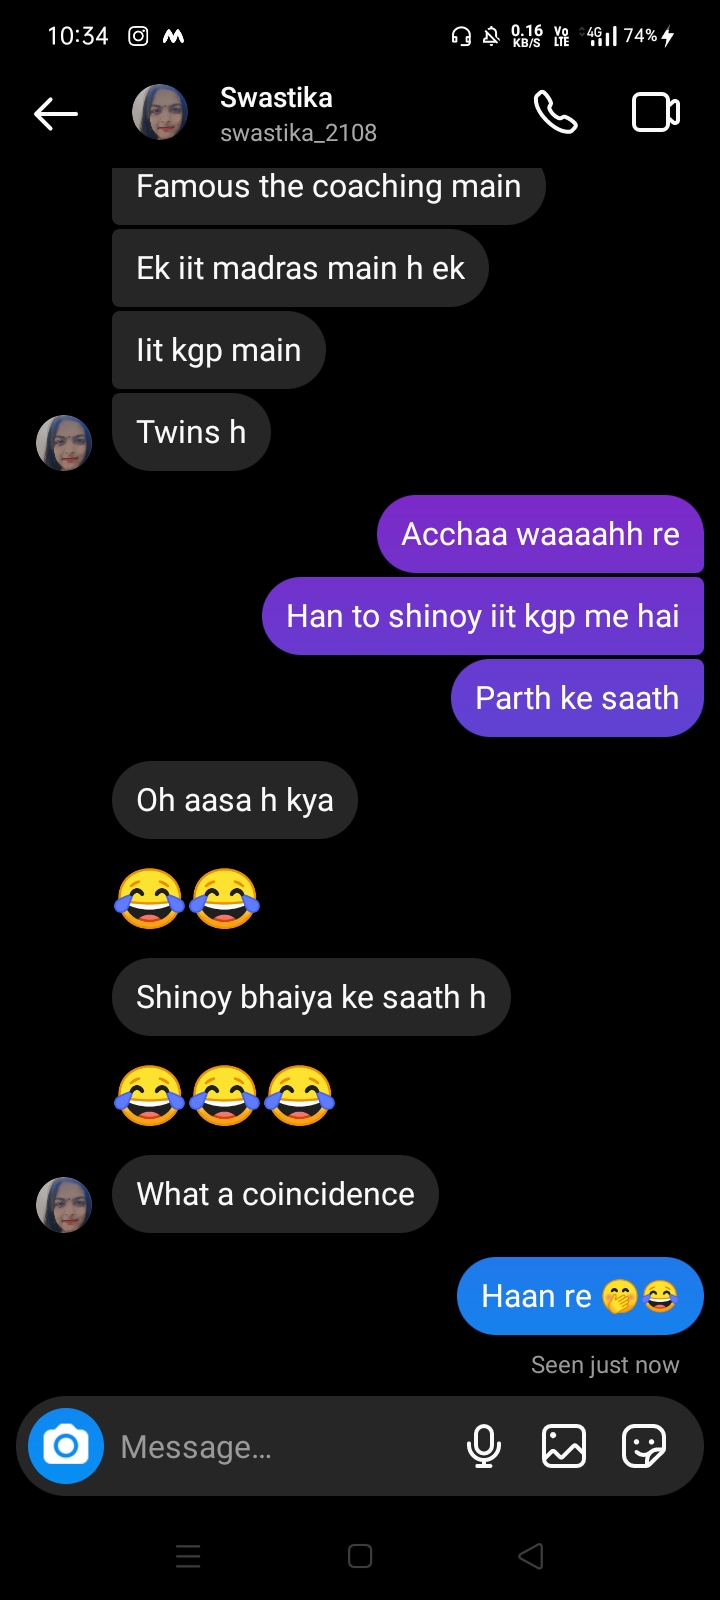 10:34
0.16 KB/S Vo LTE 4G 74%
Swastika
swastika_2108
Famous the coaching main
Ek iit madras main h ek
Iit kgp main
Twins h
Acchaa waaaahh re
Han to shinoy iit kgp me hai
Parth ke saath
Oh aasa h kya
😂😂
Shinoy bhaiya ke saath h
😂😂😂
What a coincidence
Haan re 🤭😂
Seen just now
Message...